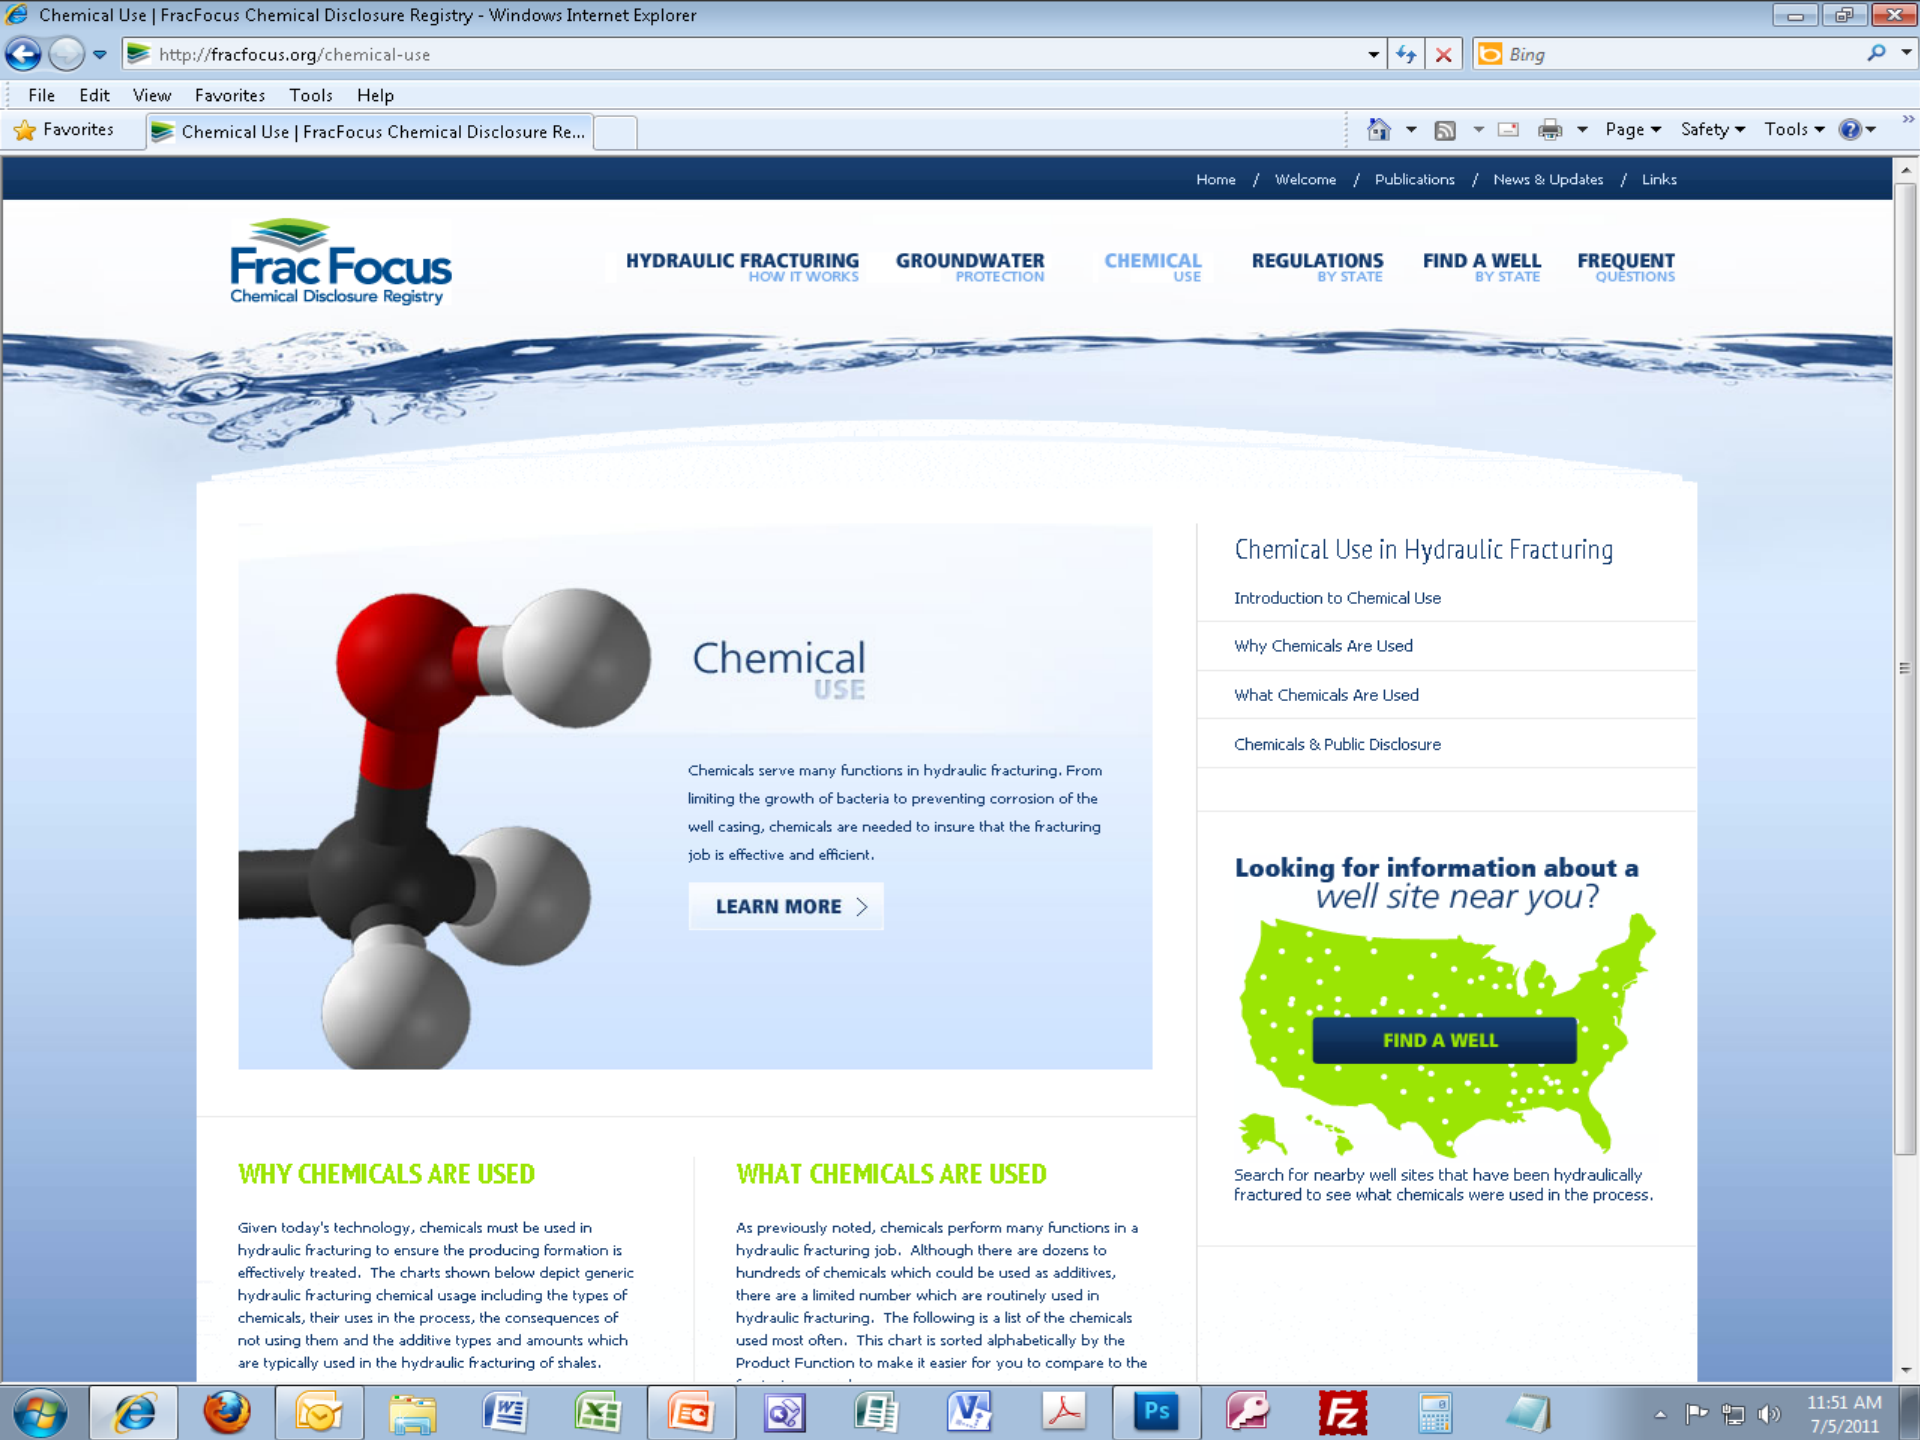 Chemical Use | FracFocus Chemical Disclosure Registry - Windows Internet Explorer
http://fracfocus.org/chemical-use
Bing
File Edit View Favorites Tools Help
Favorites
Chemical Use | FracFocus Chemical Disclosure Re...
Page Safety Tools
Home / Welcome / Publications / News & Updates / Links
Frac Focus
Chemical Disclosure Registry
HYDRAULIC FRACTURING
HOW IT WORKS
GROUNDWATER
PROTECTION
CHEMICAL
USE
REGULATIONS
BY STATE
FIND A WELL
BY STATE
FREQUENT
QUESTIONS
Chemical
USE
Chemicals serve many functions in hydraulic fracturing. From
limiting the growth of bacteria to preventing corrosion of the
well casing, chemicals are needed to insure that the fracturing
job is effective and efficient.
LEARN MORE
Chemical Use in Hydraulic Fracturing
Introduction to Chemical Use
Why Chemicals Are Used
What Chemicals Are Used
Chemicals & Public Disclosure
Looking for information about a
well site near you?
FIND A WELL
Search for nearby well sites that have been hydraulically
fractured to see what chemicals were used in the process.
WHY CHEMICALS ARE USED
Given today's technology, chemicals must be used in
hydraulic fracturing to ensure the producing formation is
effectively treated. The charts shown below depict generic
hydraulic fracturing chemical usage including the types of
chemicals, their uses in the process, the consequences of
not using them and the additive types and amounts which
are typically used in the hydraulic fracturing of shales.
WHAT CHEMICALS ARE USED
As previously noted, chemicals perform many functions in a
hydraulic fracturing job. Although there are dozens to
hundreds of chemicals which could be used as additives,
there are a limited number which are routinely used in
hydraulic fracturing. The following is a list of the chemicals
used most often. This chart is sorted alphabetically by the
Product Function to make it easier for you to compare to the
Ps
Fz
11:51 AM
7/5/2011